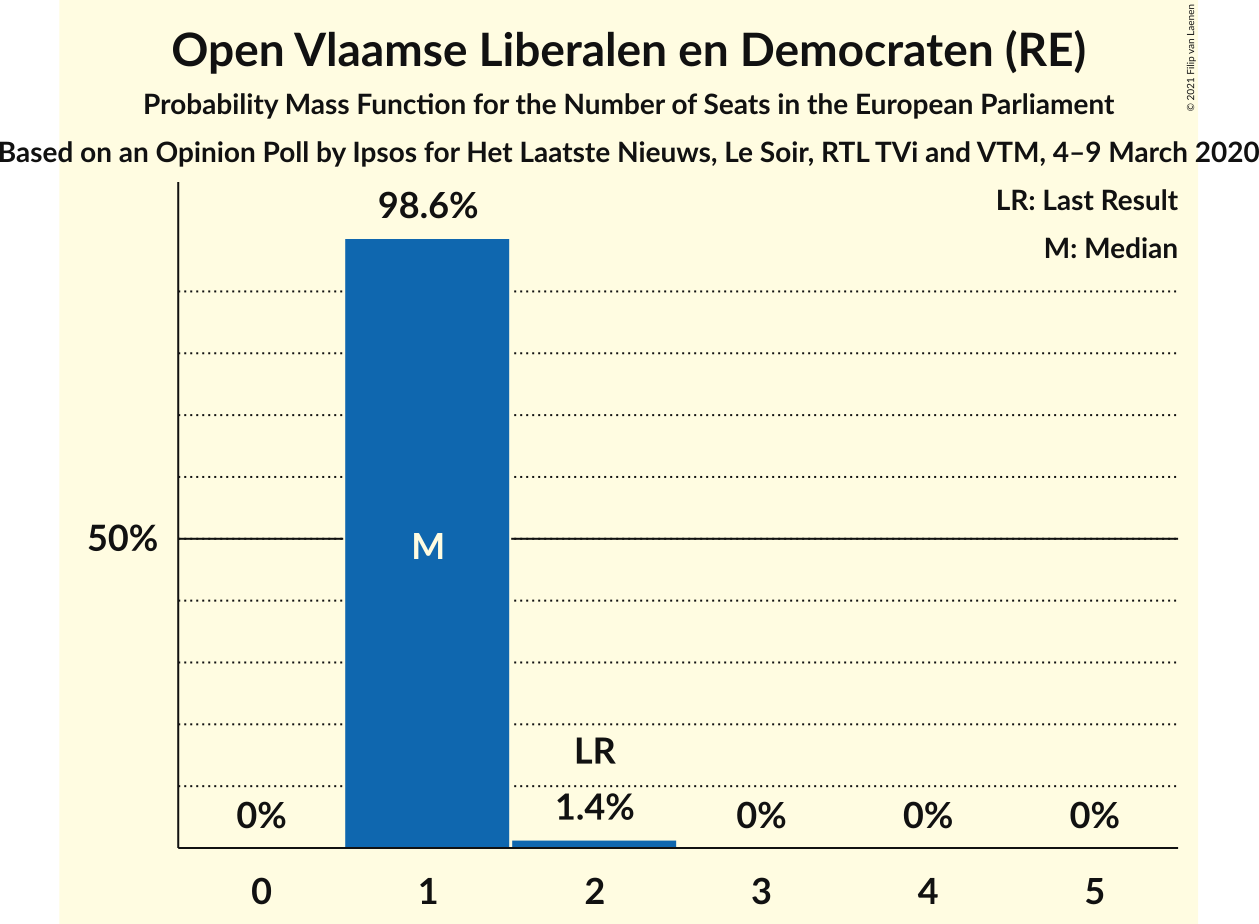 Open Vlaamse Liberalen en Democraten (RE)
Probability Mass Function for the Number of Seats in the European Parliament
Based on an Opinion Poll by Ipsos for Het Laatste Nieuws, Le Soir, RTL TVi and VTM, 4–9 March 2020
© 2021 Filip van Laenen
LR: Last Result
M: Median
98.6%
50%
M
LR
0%
1.4%
0%
0%
0%
0
1
2
3
4
5